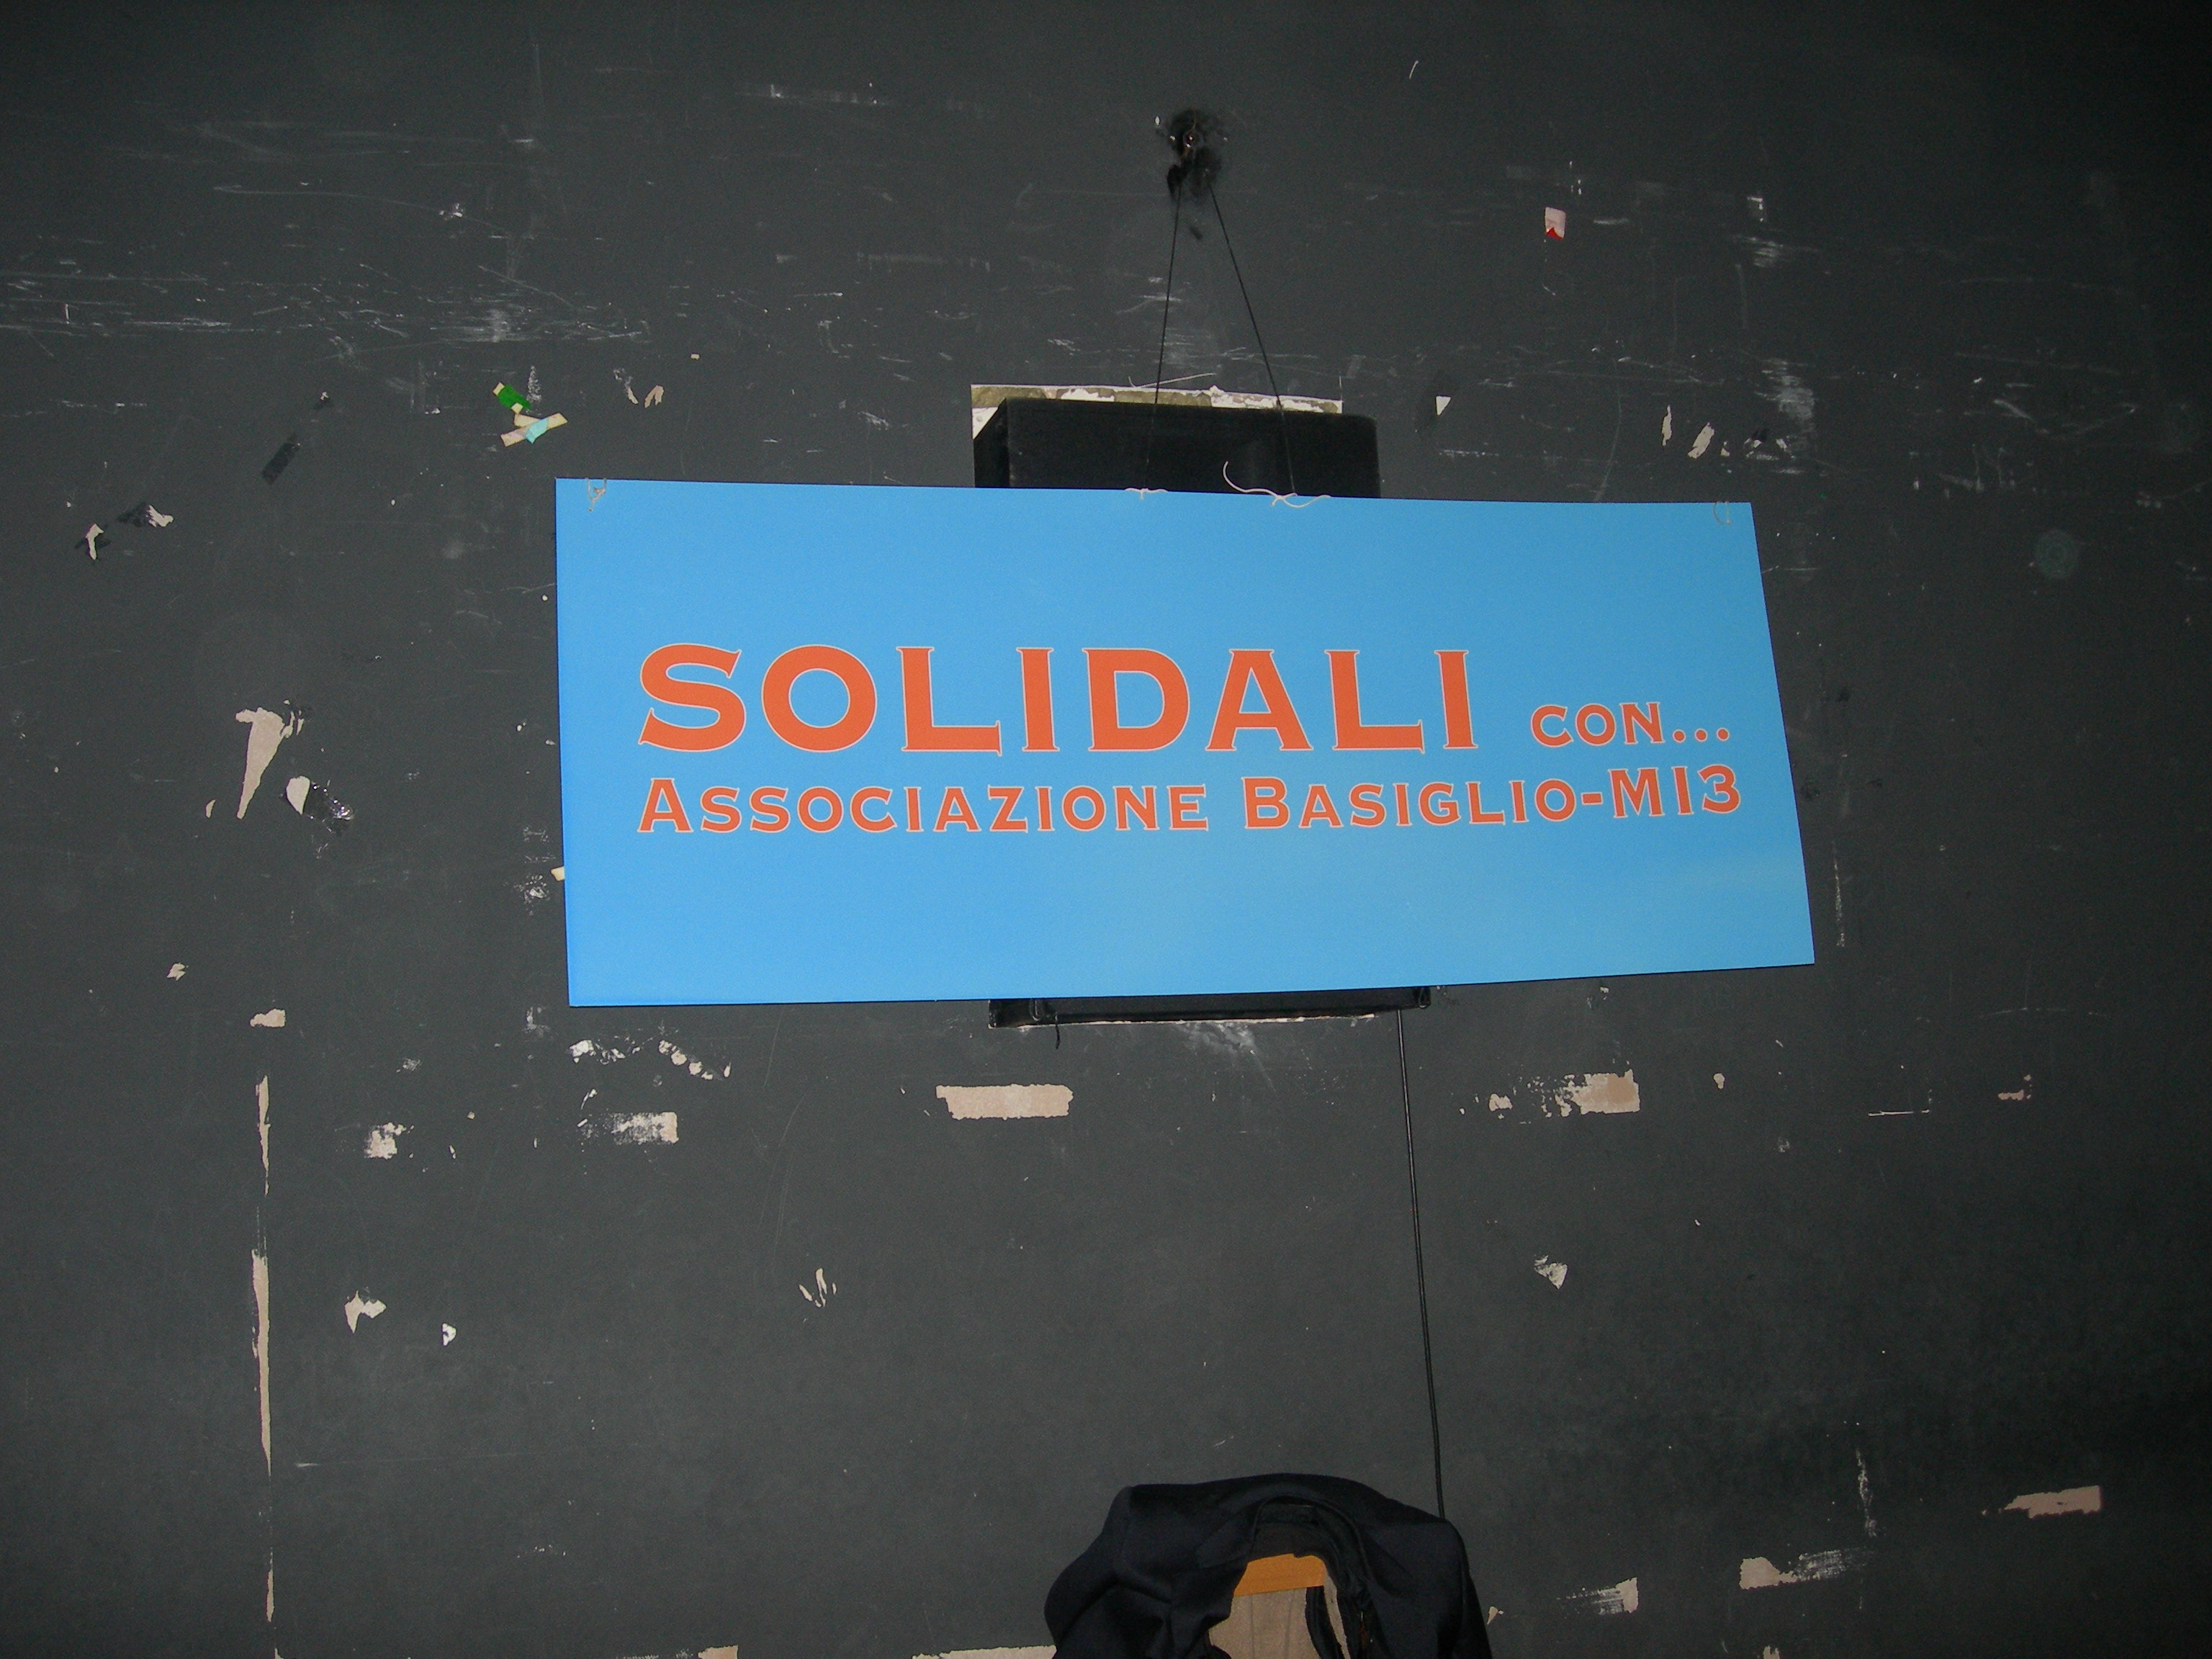 SOLIDALI CON...
ASSOCIAZIONE BASIGLIO-MI3